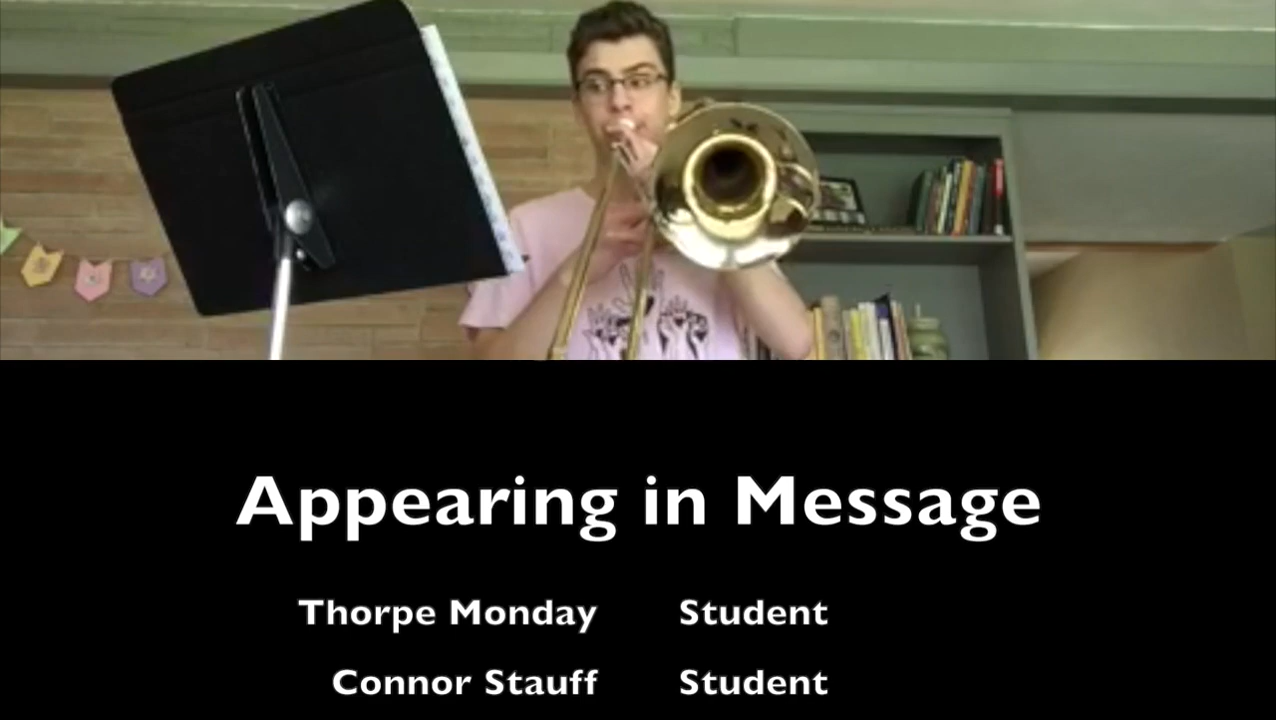 Appearing in Message
Thorpe Monday Student
Connor Stauff Student